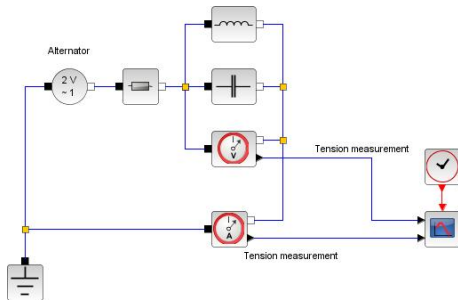 Alternator
2 V
~ 1
I
V
Tension measurement
I
A
Tension measurement